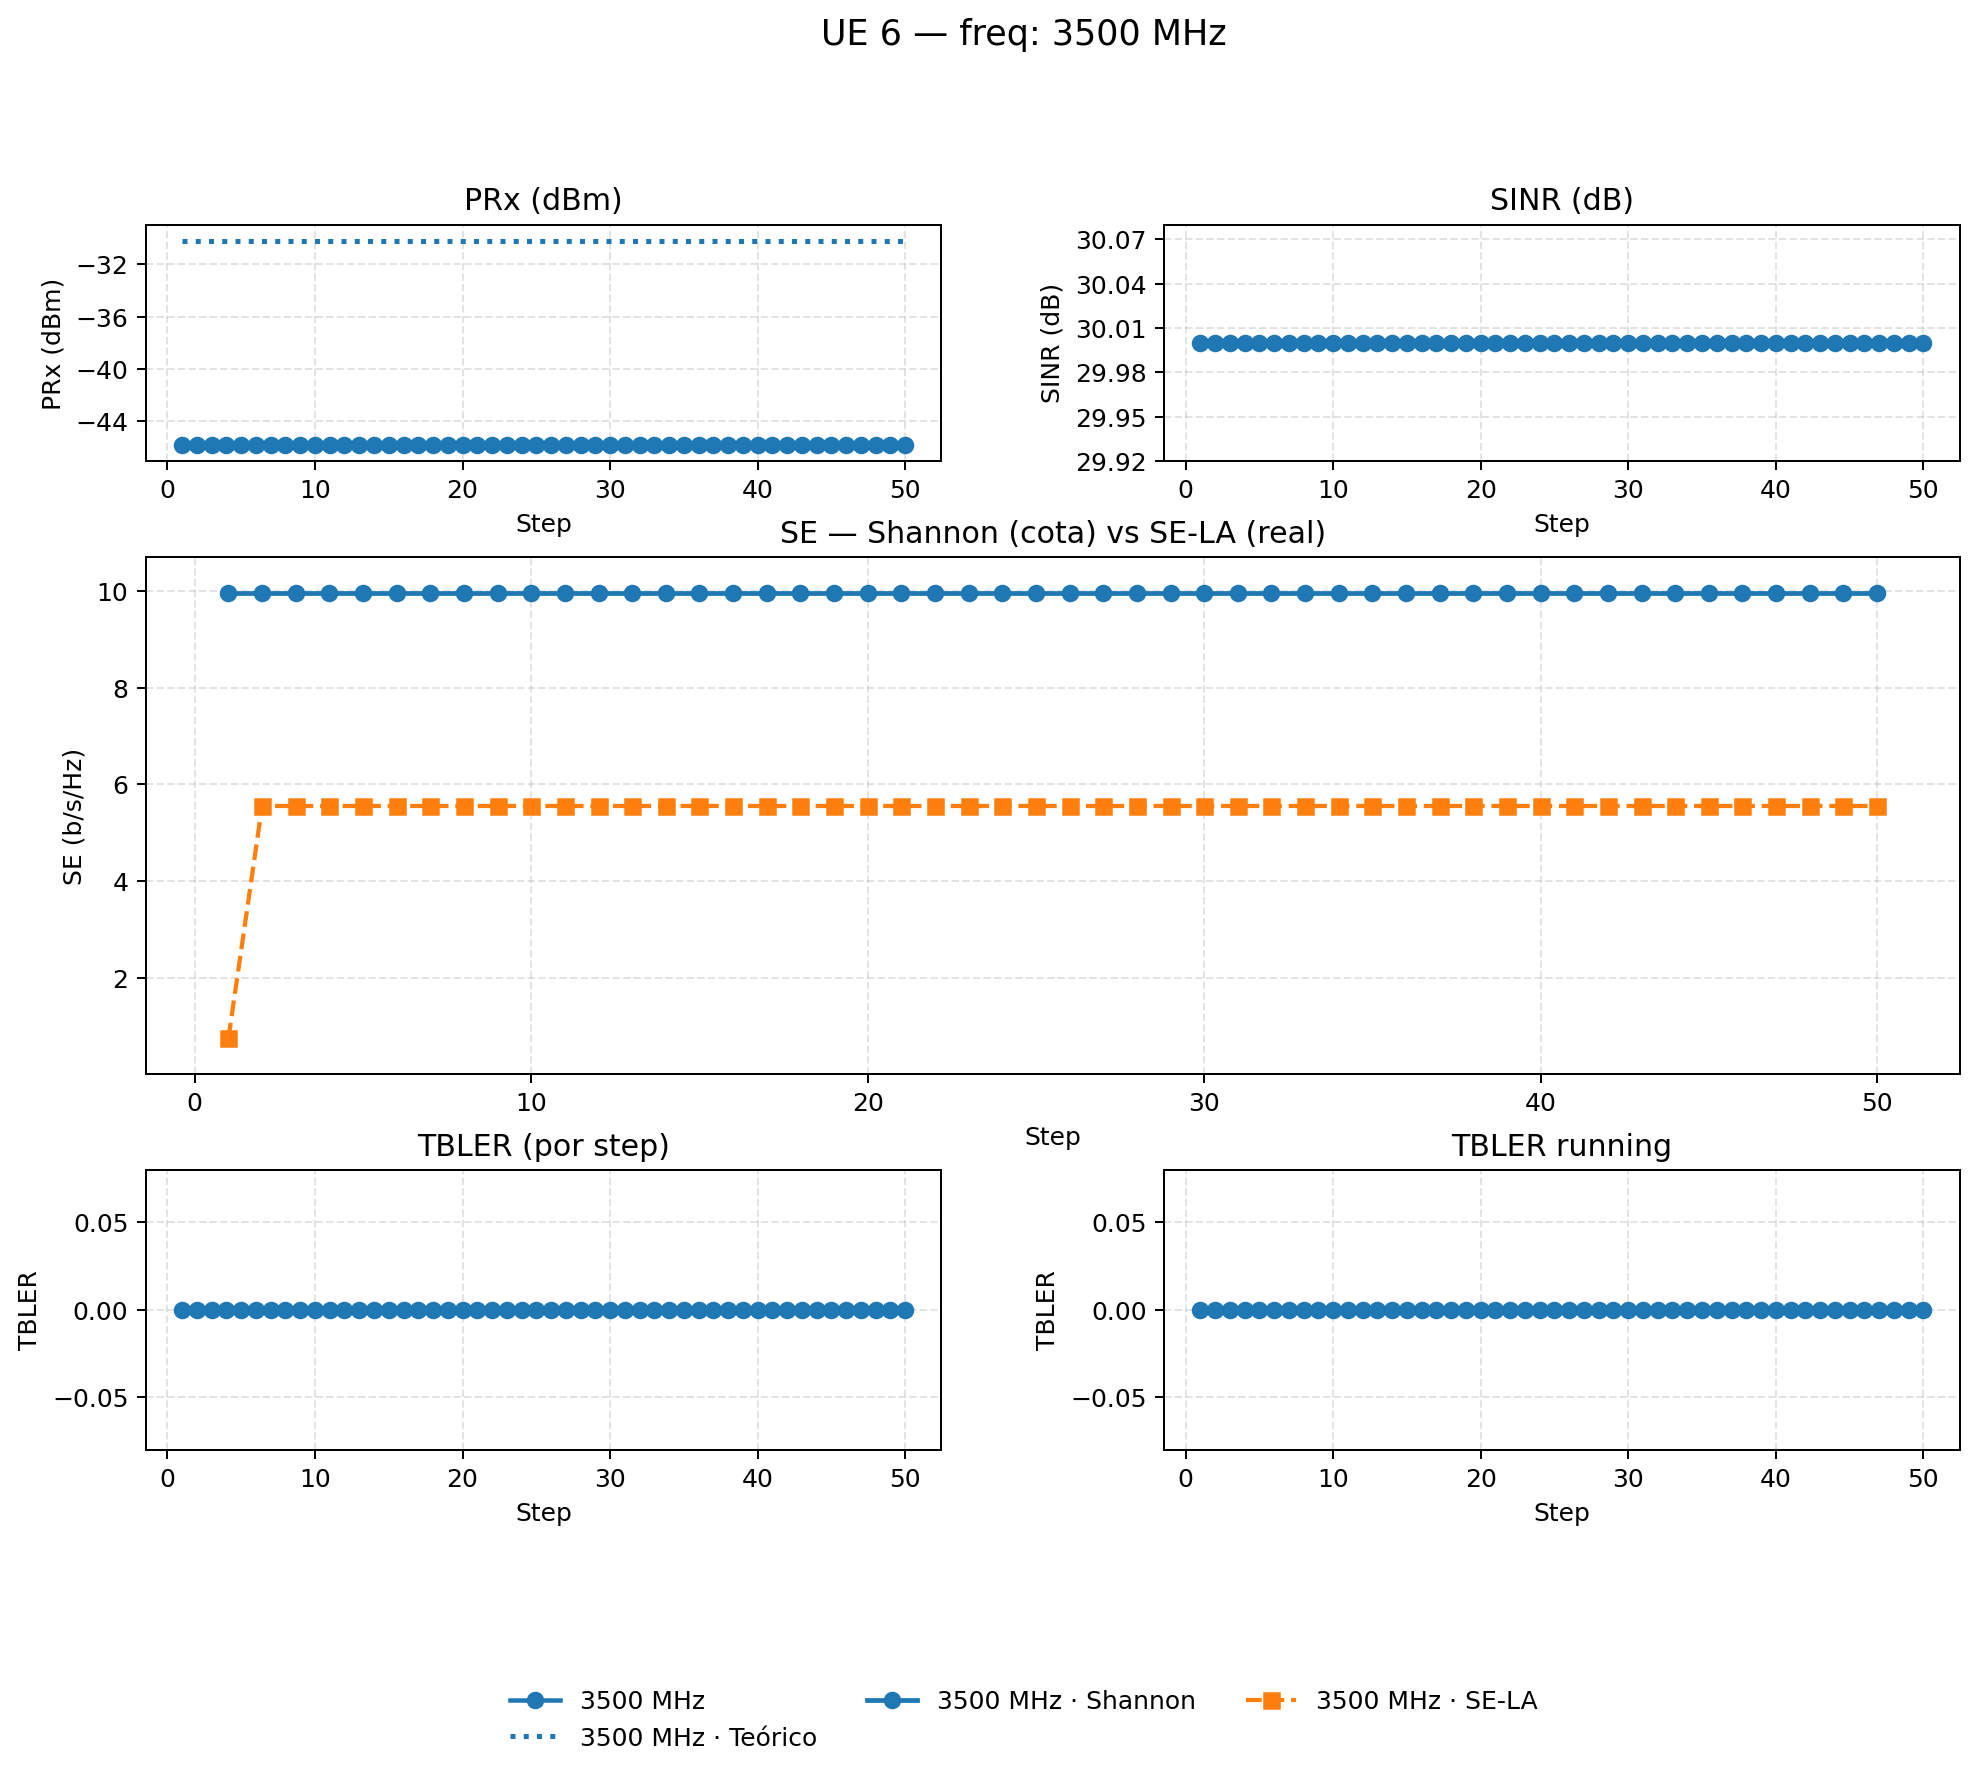 UE 6 — freq: 3500 MHz
PRx (dBm)
PRx (dBm)
−32
−36
−40
−44
0 10 20 30 40 50
Step
SINR (dB)
SINR (dB)
30.07
30.04
30.01
29.98
29.95
29.92
0 10 20 30 40 50
Step
SE — Shannon (cota) vs SE-LA (real)
SE (b/s/Hz)
10
8
6
4
2
0 10 20 30 40 50
Step
TBLER (por step)
TBLER
0.05
0.00
−0.05
0 10 20 30 40 50
Step
TBLER running
TBLER
0.05
0.00
−0.05
0 10 20 30 40 50
Step
3500 MHz
3500 MHz · Teórico
3500 MHz · Shannon
3500 MHz · SE-LA